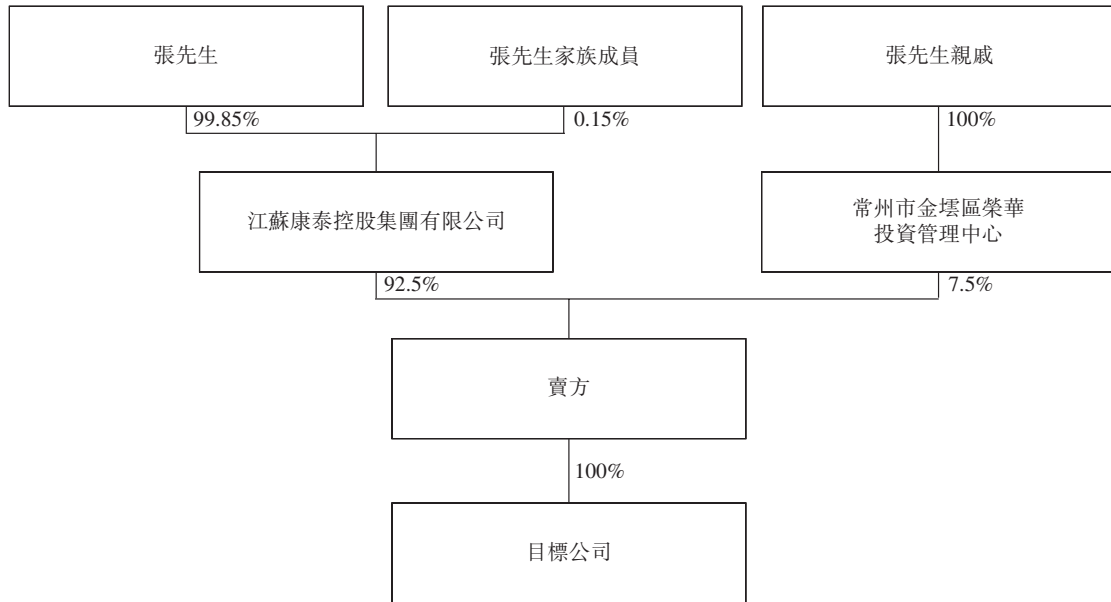 張先生
張先生家族成員
張先生親戚
99.85%
0.15%
100%
江蘇康泰控股集團有限公司
常州市金壇區榮華
投資管理中心
92.5%
7.5%
賣方
100%
目標公司